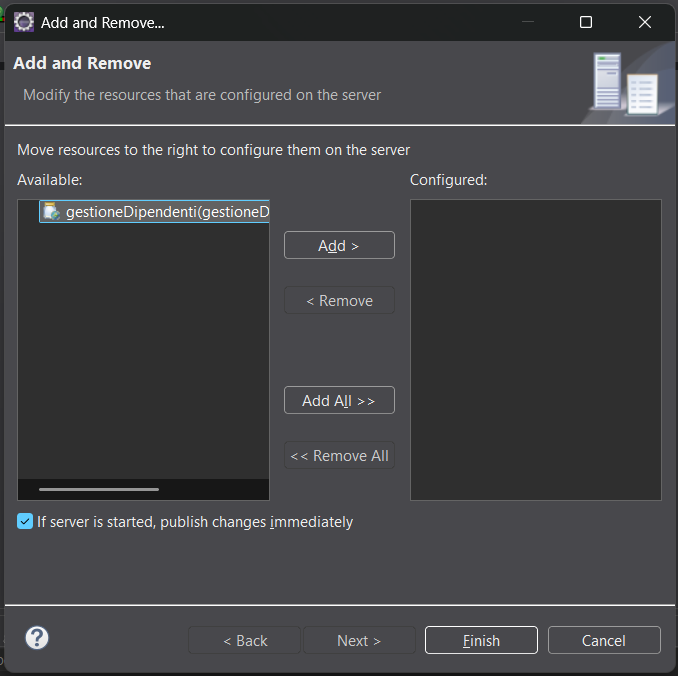 Add and Remove...
Add and Remove
Modify the resources that are configured on the server
Move resources to the right to configure them on the server
Available:
Configured:
gestioneDipendenti(gestioneD
Add >
< Remove
Add All >>
<< Remove All
If server is started, publish changes immediately
?
< Back
Next >
Finish
Cancel